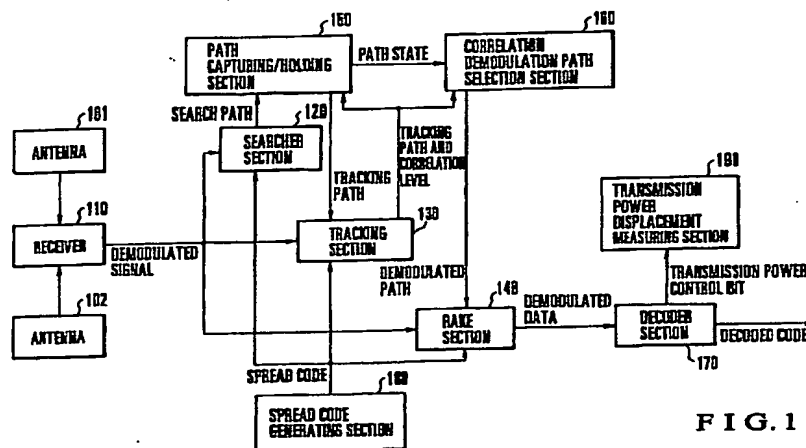 150
PATH
CAPTURING/HOLDING
SECTION
PATH STATE
160
CORRELATION
DEMODULATION PATH
SELECTION SECTION
SEARCH PATH
120
SEARCHER
SECTION
TRACKING
PATH AND
CORRELATION
LEVEL
101
ANTENNA
TRACKING
PATH
110
RECEIVER
DEMODULATED
SIGNAL
130
TRACKING
SECTION
TRANSMISSION
POWER
DISPLACEMENT
MEASURING SECTION
DEMODULATED
PATH
TRANSMISSION POWER
CONTROL BIT
102
ANTENNA
140
RAKE
SECTION
DEMODULATED
DATA
DECODER
SECTION
170
DECODED CODE
SPREAD CODE
SPREAD CODE
GENERATING SECTION
FIG. 1